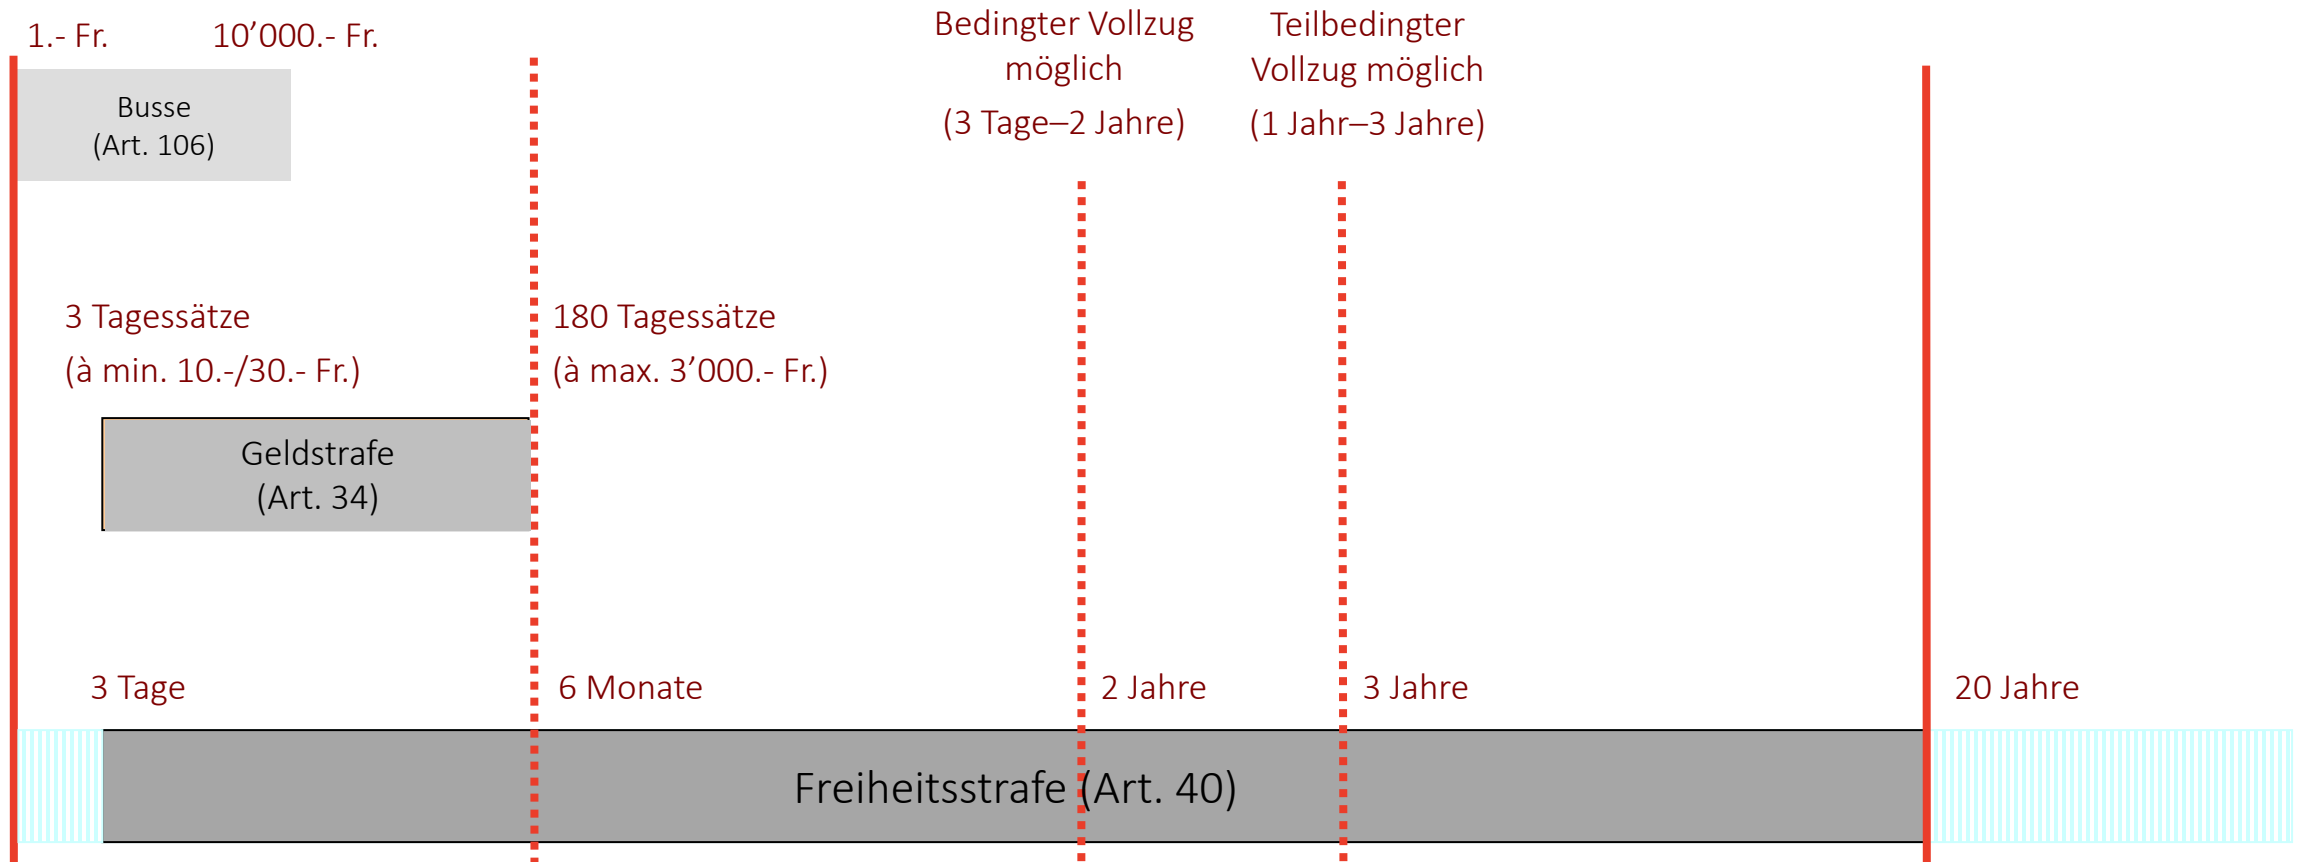 1.- Fr.
10’000.- Fr.
Busse
(Art. 106)
Bedingter Vollzug
möglich
(3 Tage–2 Jahre)
Teilbedingter
Vollzug möglich
(1 Jahr–3 Jahre)
3 Tagessätze
(à min. 10.-/30.- Fr.)
180 Tagessätze
(à max. 3’000.- Fr.)
Geldstrafe
(Art. 34)
3 Tage
6 Monate
2 Jahre
3 Jahre
20 Jahre
Freiheitsstrafe (Art. 40)